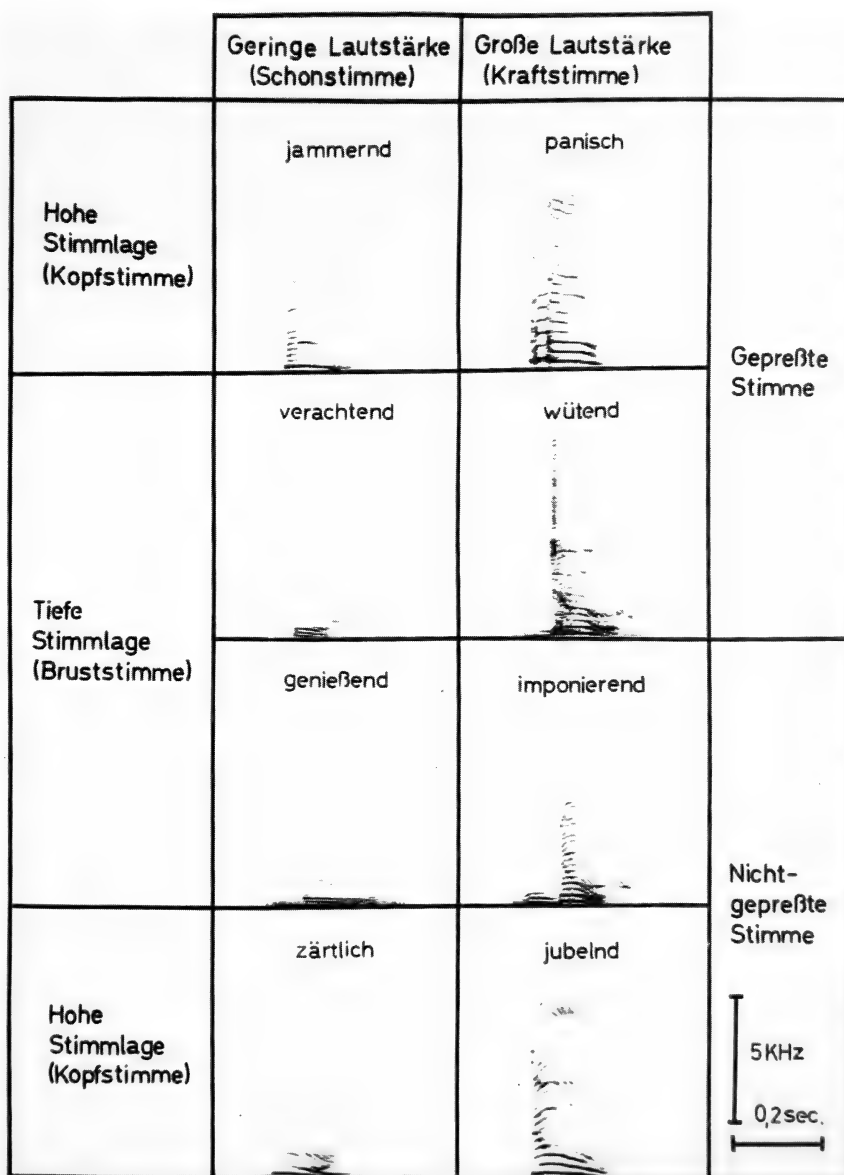 Geringe Lautstärke
(Schonstimme)
Große Lautstärke
(Kraftstimme)
Hohe
Stimmlage
(Kopfstimme)
jammernd
panisch
Gepreßte
Stimme
Tiefe
Stimmlage
(Bruststimme)
verachtend
wütend
genießend
imponierend
Nicht-
gepreßte
Stimme
Hohe
Stimmlage
(Kopfstimme)
zärtlich
jubelnd
5KHz
0,2sec.